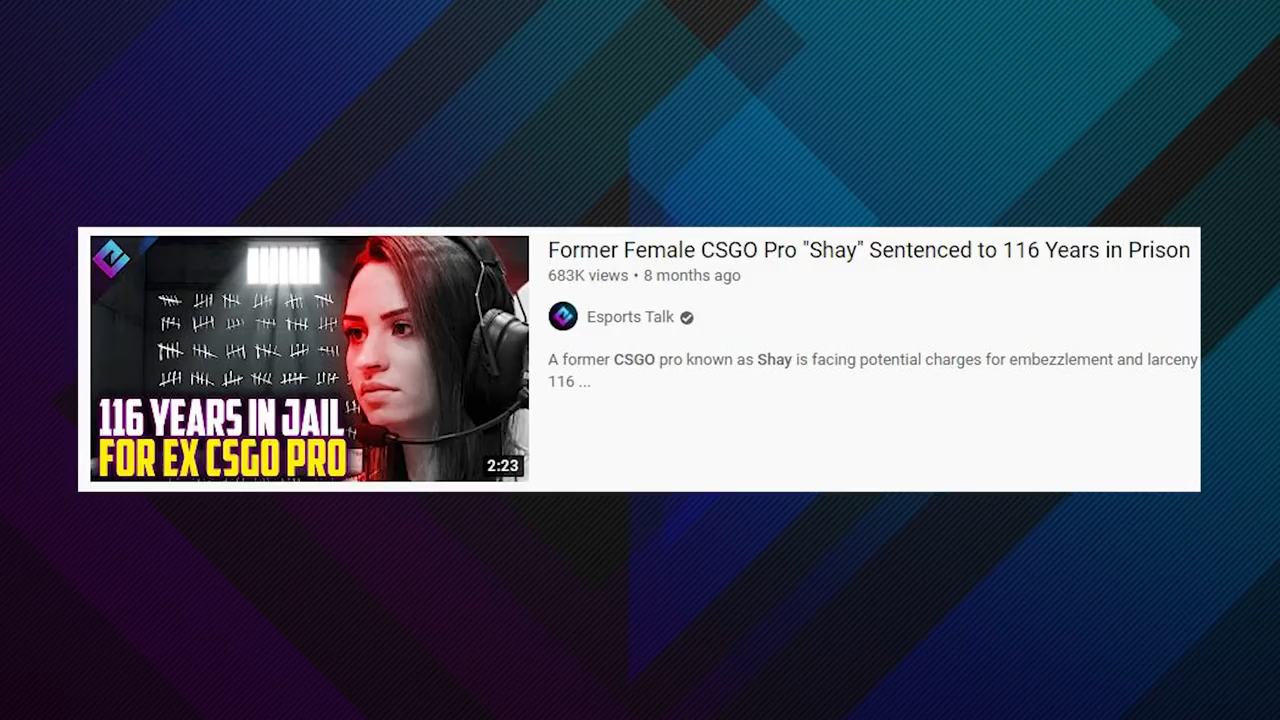 116 YEARS IN JAIL
FOR EX CSGO PRO
2:23
Former Female CSGO Pro "Shay" Sentenced to 116 Years in Prison
683K views • 8 months ago
Esports Talk
A former CSGO pro known as Shay is facing potential charges for embezzlement and larceny
116 ...